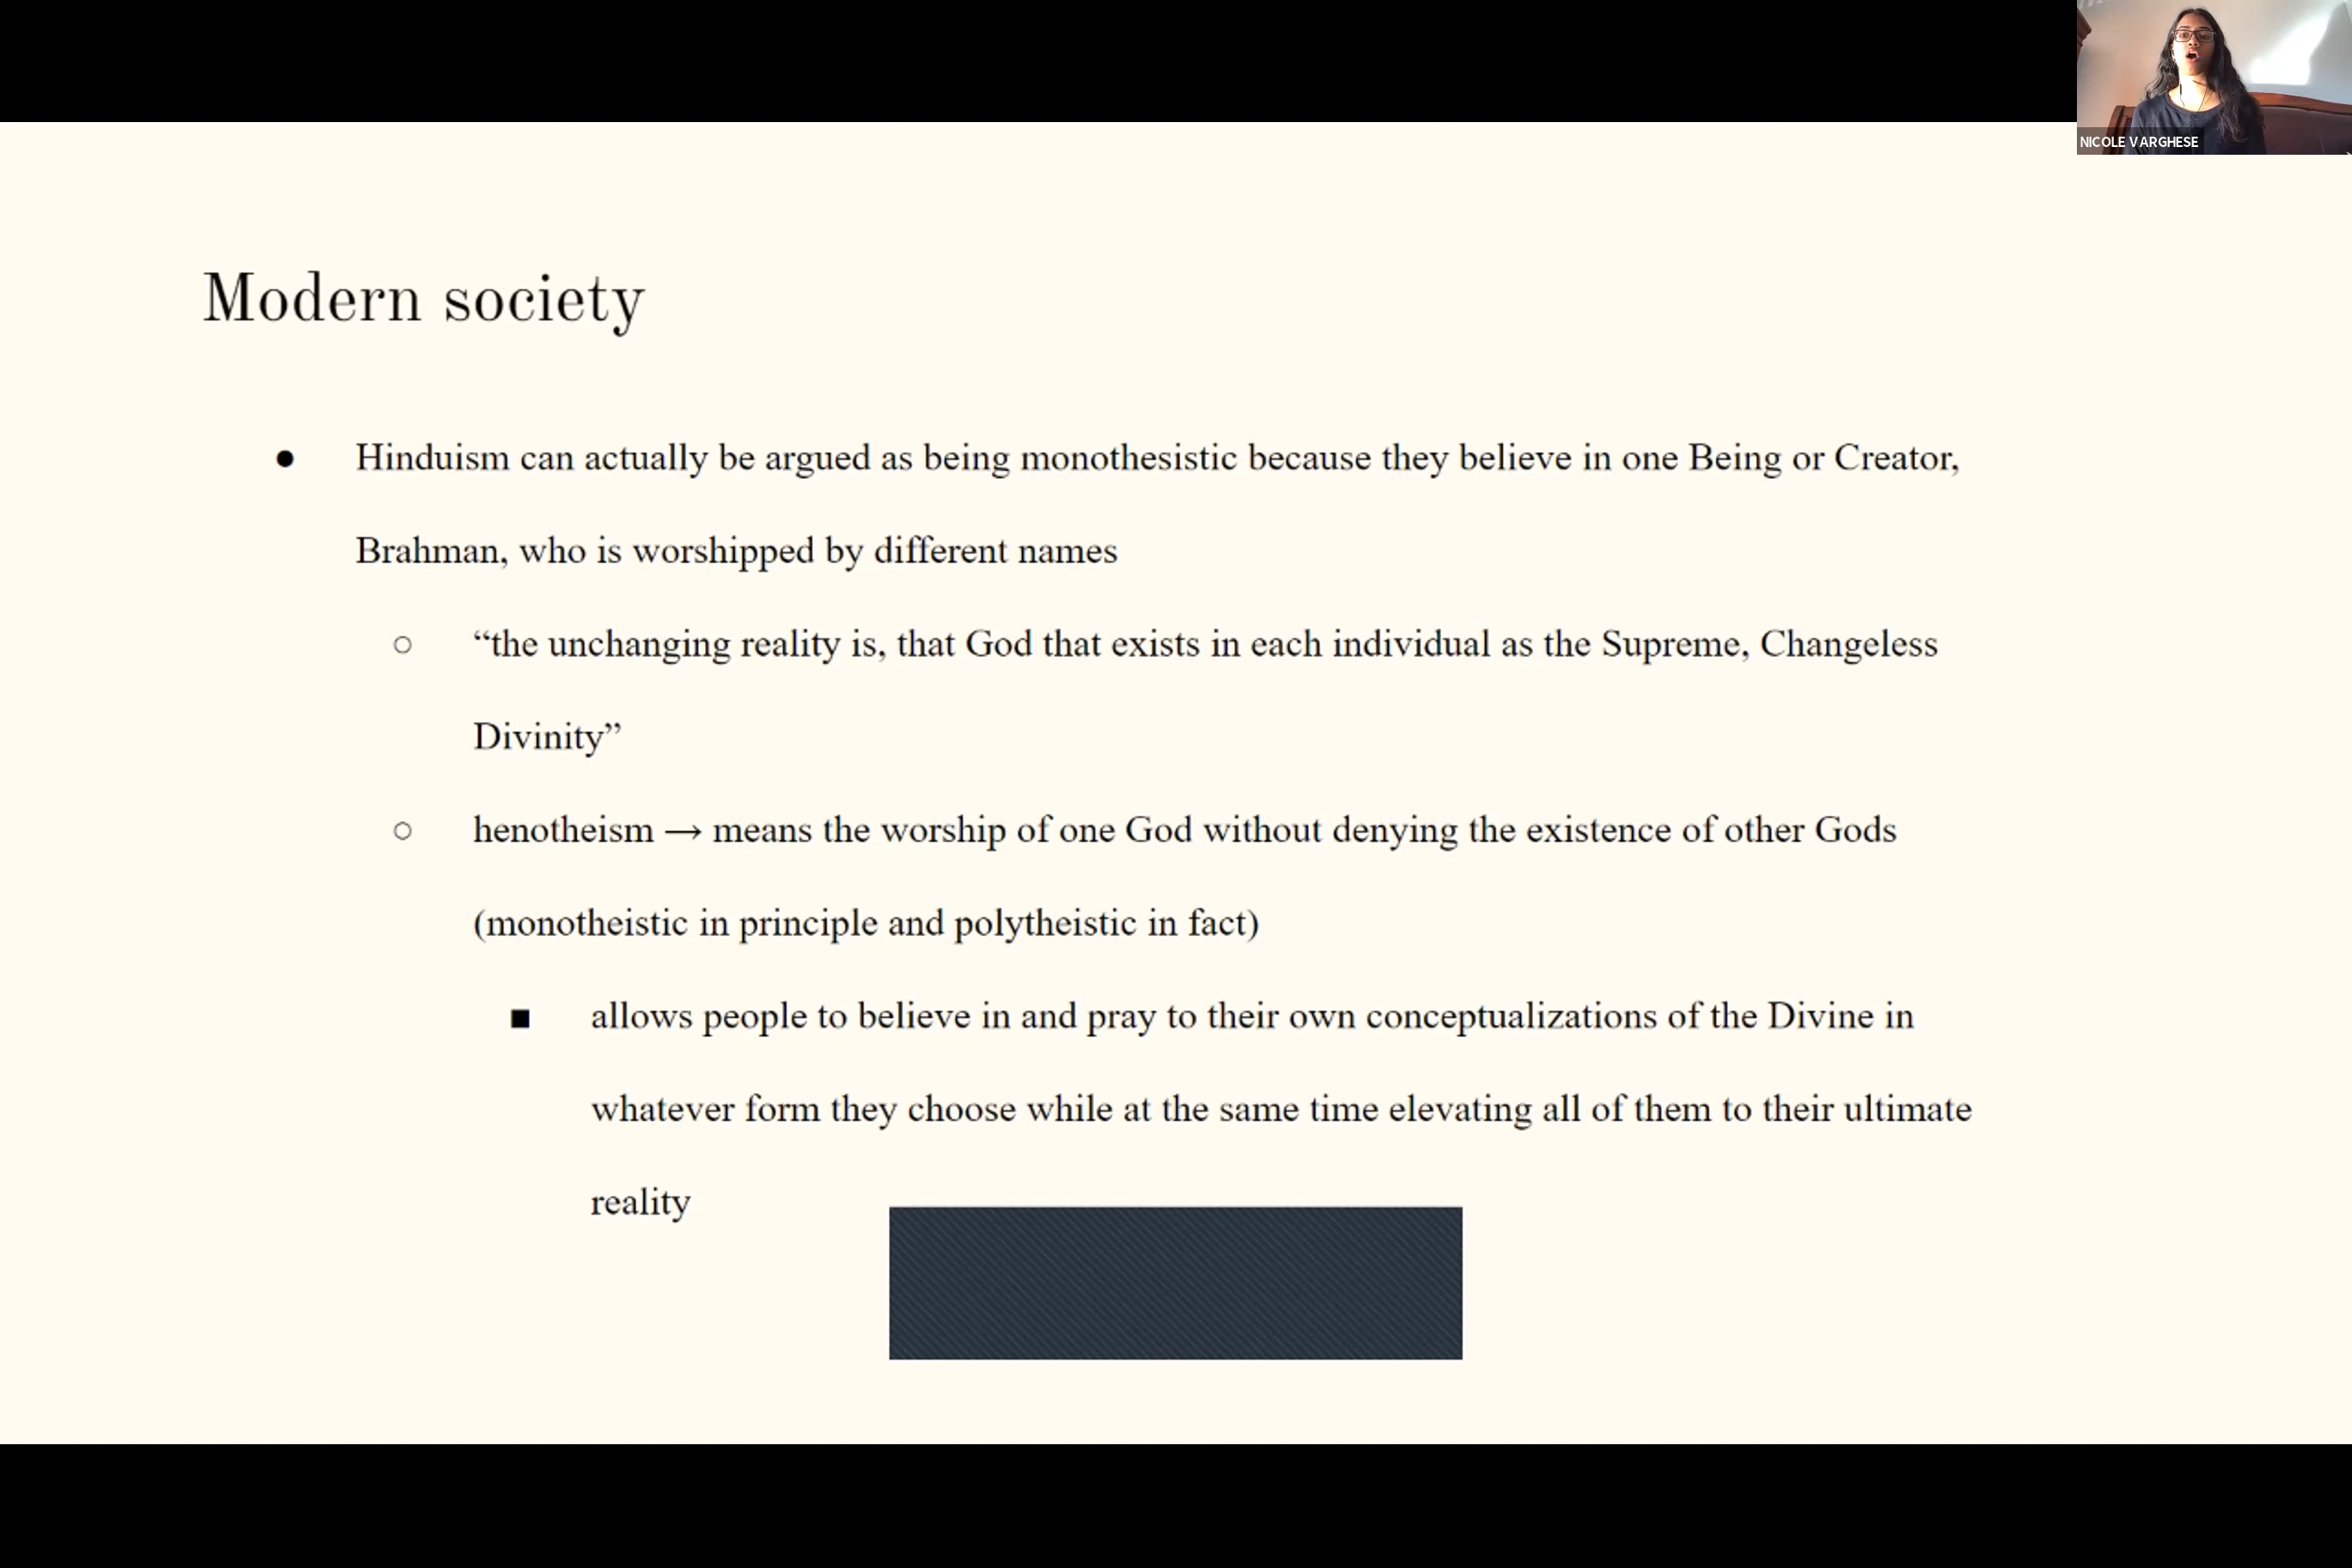 NICOLE VARGHESE
Modern society
● Hinduism can actually be argued as being monothesistic because they believe in one Being or Creator,
Brahman, who is worshipped by different names
○ “the unchanging reality is, that God that exists in each individual as the Supreme, Changeless
Divinity”
○ henotheism → means the worship of one God without denying the existence of other Gods
(monotheistic in principle and polytheistic in fact)
■ allows people to believe in and pray to their own conceptualizations of the Divine in
whatever form they choose while at the same time elevating all of them to their ultimate
reality